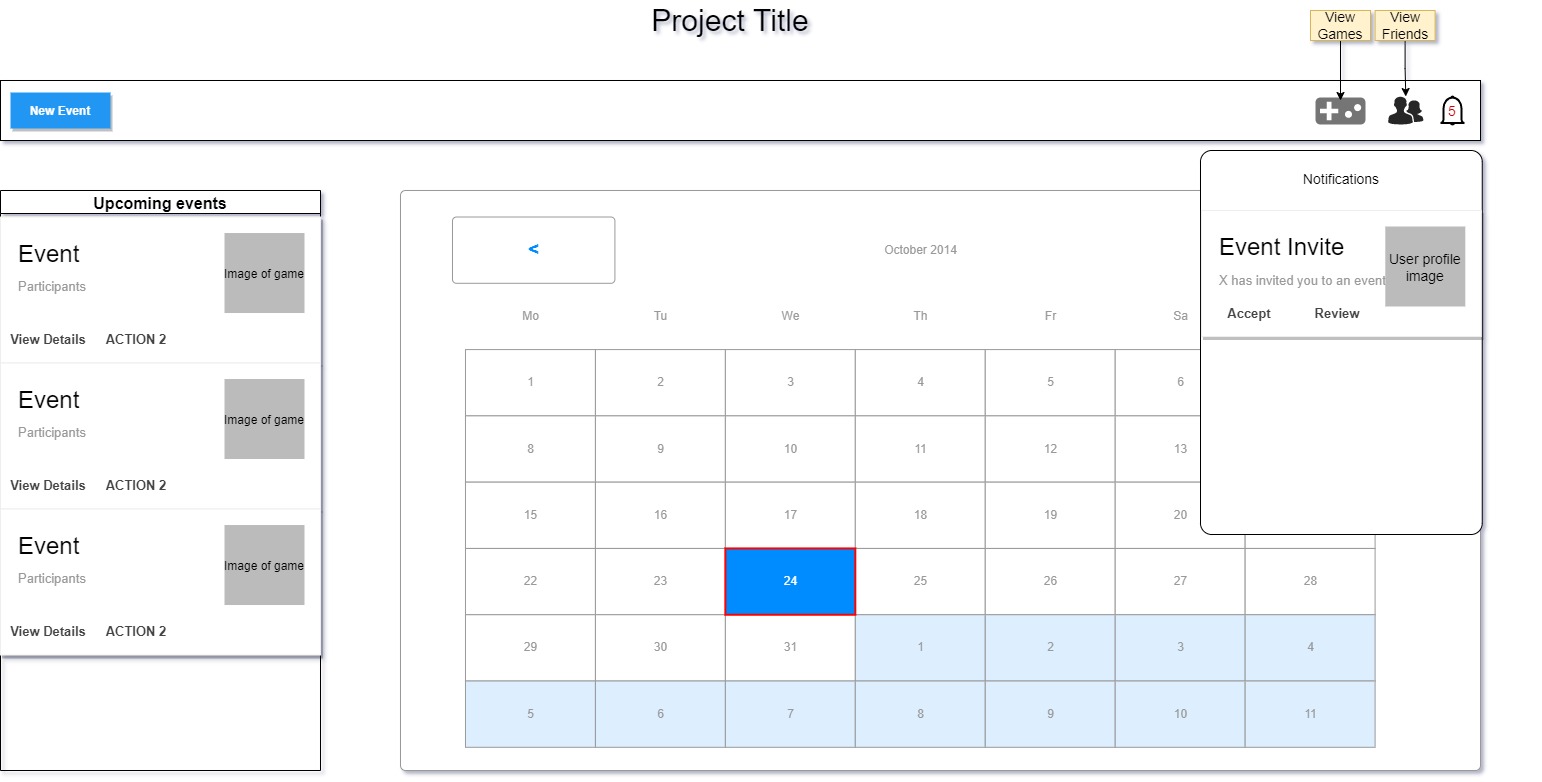 Project Title
View
Games
View
Friends
New Event
5
Upcoming events
Event
Participants
Image of game
View Details ACTION 2
Event
Participants
Image of game
View Details ACTION 2
Event
Participants
Image of game
View Details ACTION 2
< October 2014
Mo Tu We Th Fr Sa
1 2 3 4 5 6
8 9 10 11 12 13
15 16 17 18 19 20
22 23 24 25 26 27 28
29 30 31 1 2 3 4
5 6 7 8 9 10 11
Notifications
Event Invite
X has invited you to an event
User profile
image
Accept Review